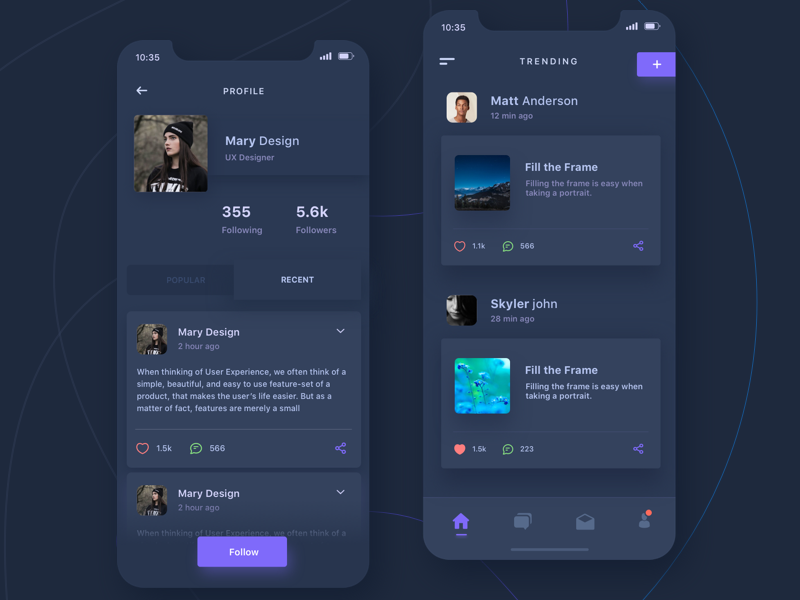 10:35
PROFILE
Mary Design
UX Designer
355
5.6k
Following
Followers
POPULAR
RECENT
Mary Design
2 hour ago
When thinking of User Experience, we often think of a
simple, beautiful, and easy to use feature-set of a
product, that makes the user's life easier. But as a
matter of fact, features are merely a small
1.5k
566
Mary Design
2 hour ago
When thinking of User Experience, we often think of a
Follow
10:35
TRENDING
+
Matt Anderson
12 min ago
Fill the Frame
Filling the frame is easy when
taking a portrait.
1.1k
566
Skyler john
28 min ago
Fill the Frame
Filling the frame is easy when
taking a portrait.
1.5k
223